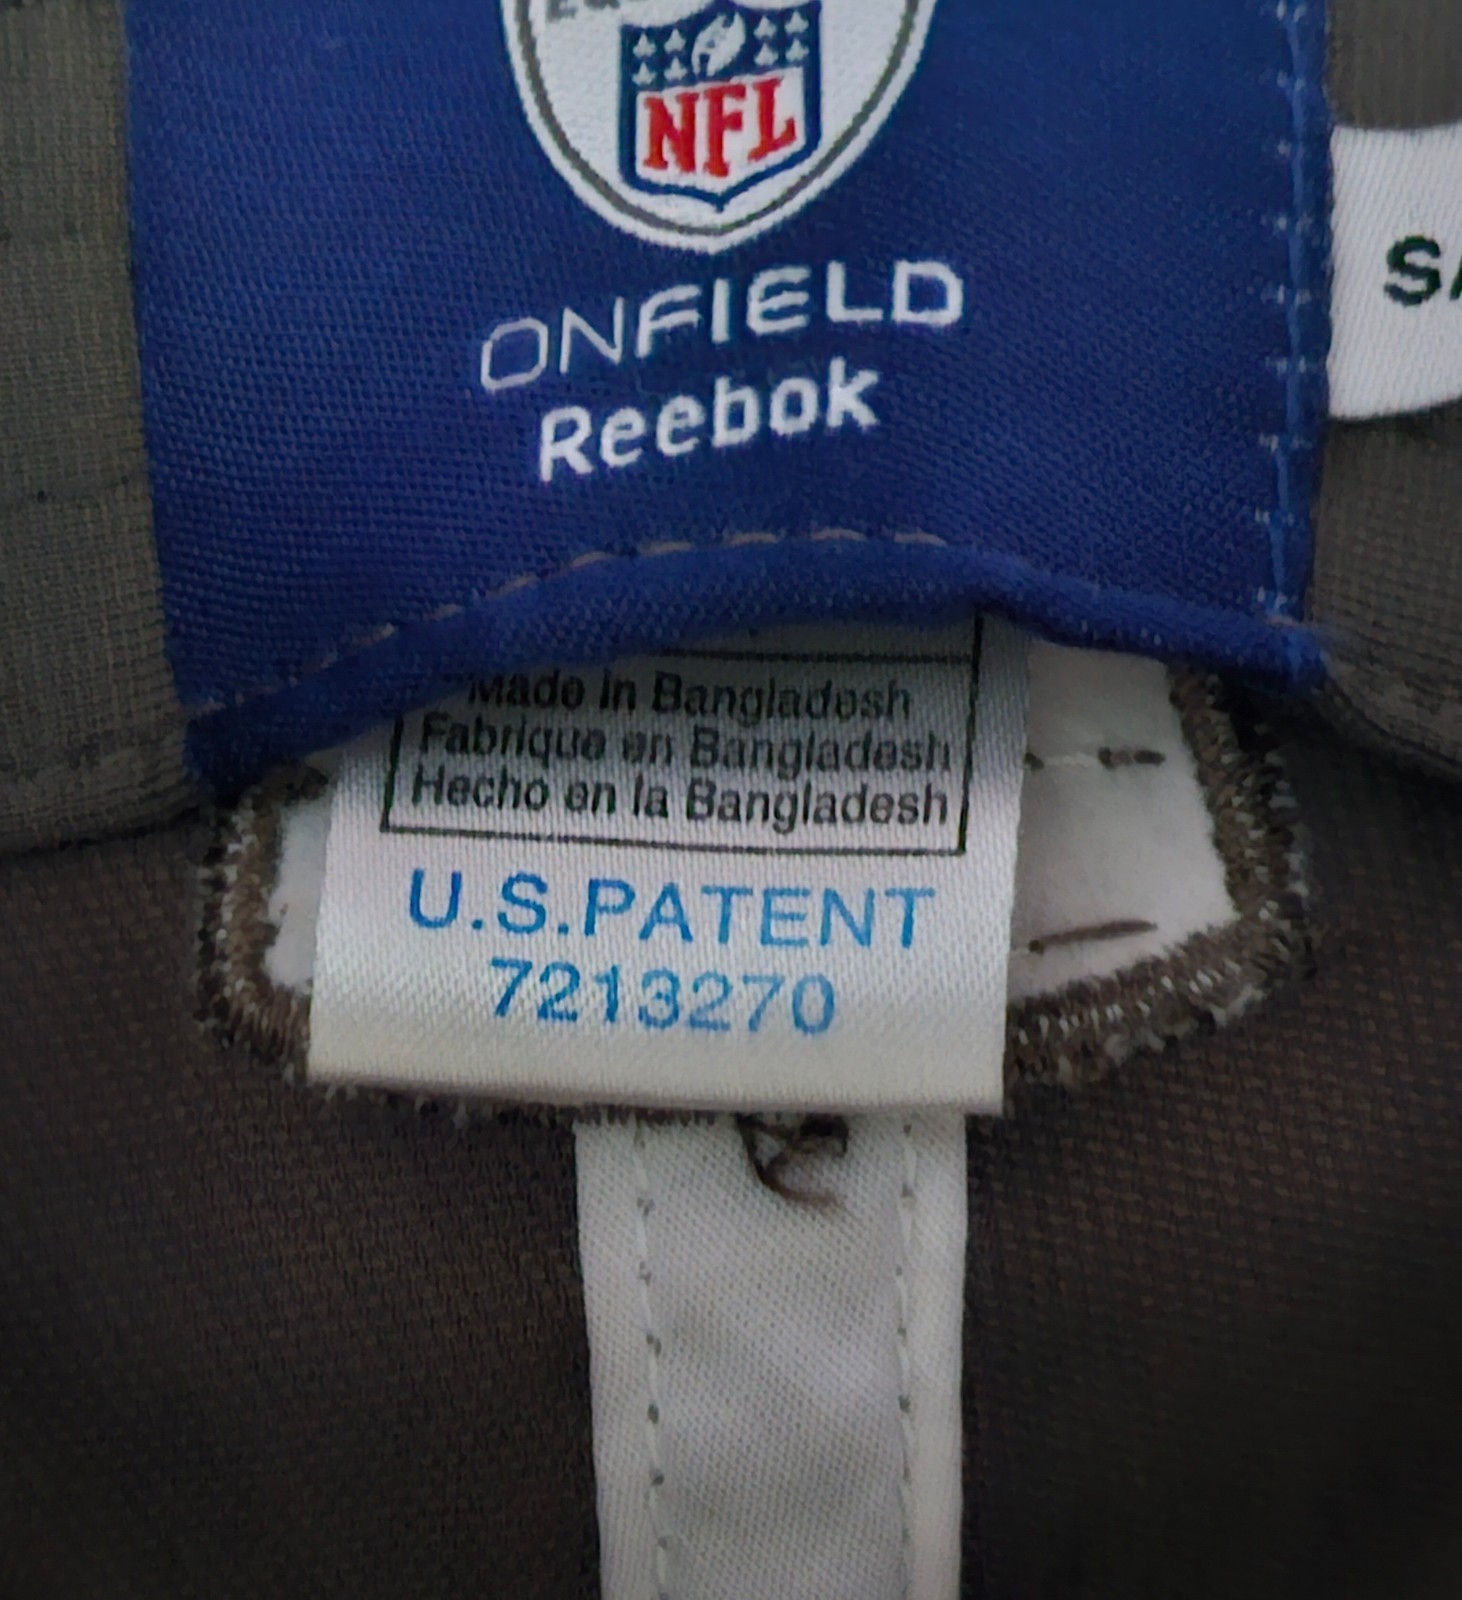 NFL
ONFIELD
Reebok
Made in Bangladesh
Fabrique en Bangladesh
Hecho en la Bangladesh
U.S.PATENT
7213270